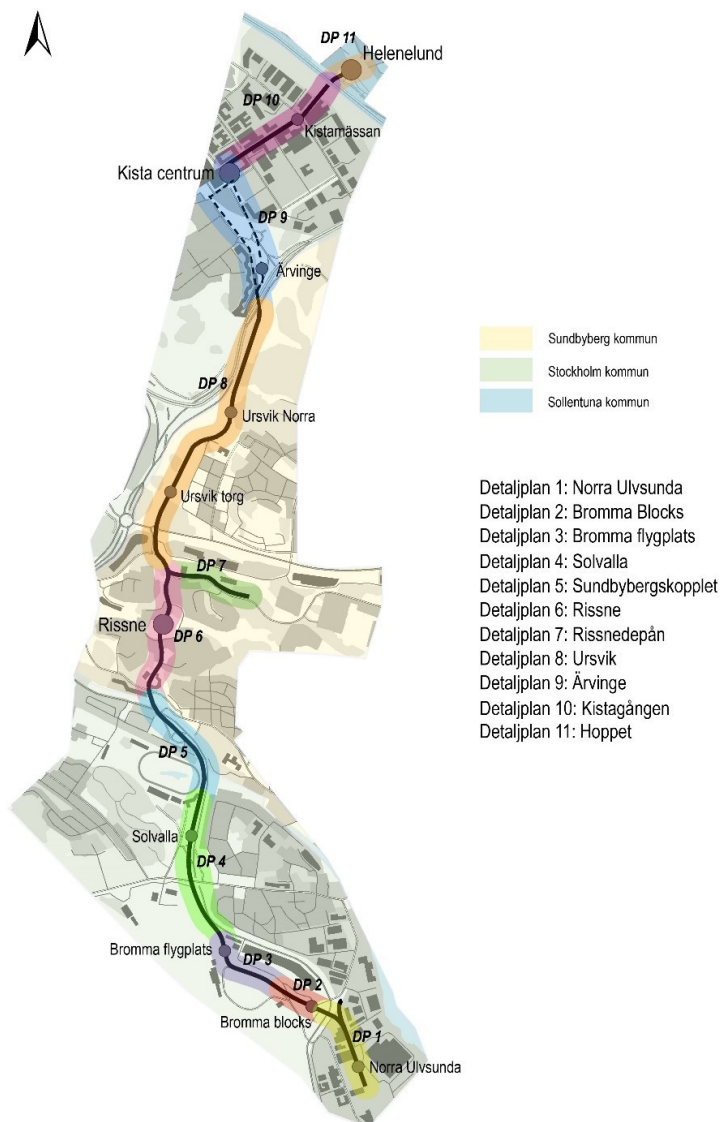 DP 11
Helenelund
DP 10
Kistamässan
Kista centrum
DP 9
Ärvinge
DP 8
Ursvik Norra
Ursvik torg
DP 7
Rissne
DP 6
DP 5
Solvalla
DP 4
Bromma flygplats
DP 3
DP 2
Bromma blocks
DP 1
Norra Ulvsunda
Sundbyberg kommun
Stockholm kommun
Sollentuna kommun
Detaljplan 1: Norra Ulvsunda
Detaljplan 2: Bromma Blocks
Detaljplan 3: Bromma flygplats
Detaljplan 4: Solvalla
Detaljplan 5: Sundbybergskopplet
Detaljplan 6: Rissne
Detaljplan 7: Rissnedepån
Detaljplan 8: Ursvik
Detaljplan 9: Ärvinge
Detaljplan 10: Kistagången
Detaljplan 11: Hoppet